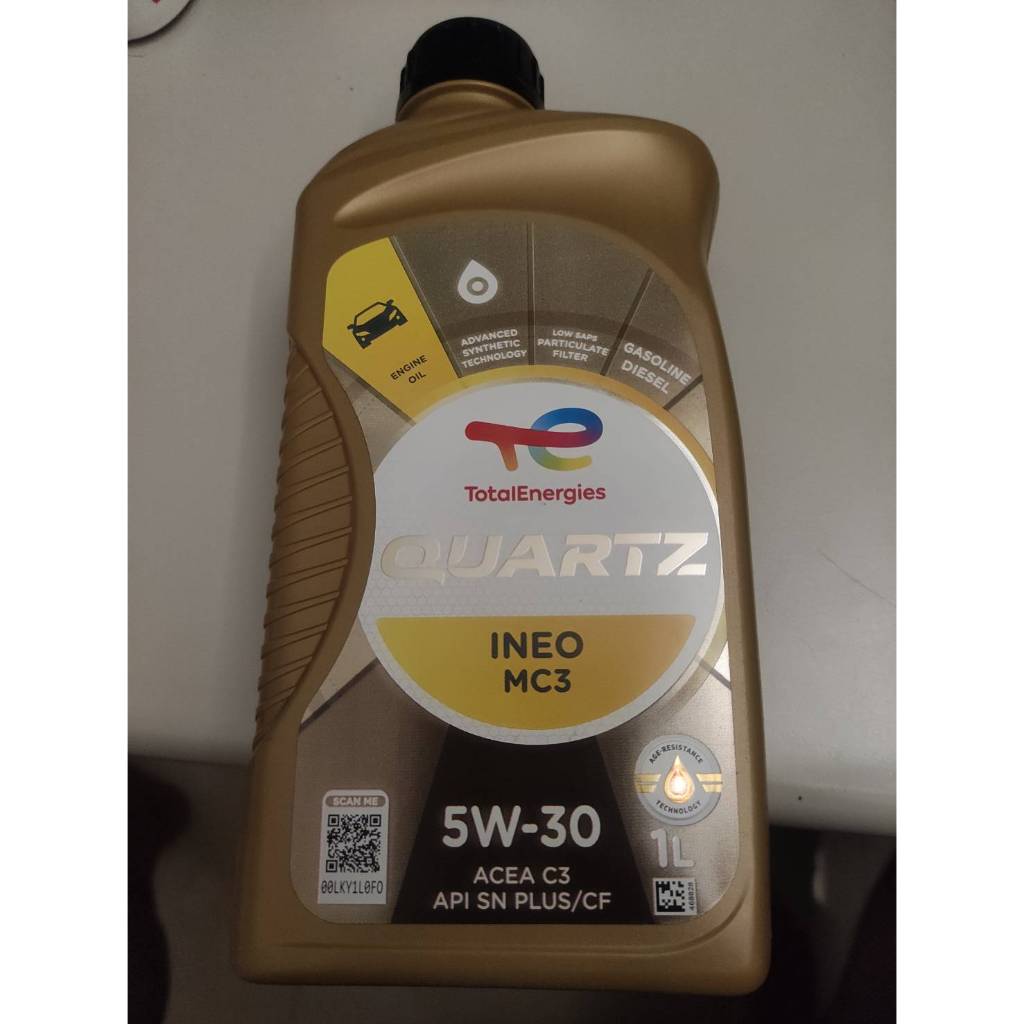 ENGINE
OIL
ADVANCED
SYNTHETIC
TECHNOLOGY
LOW SAPS
PARTICULATE
FILTER
GASOLINE
DIESEL
TotalEnergies
QUARTZ
INEO
MC3
AGE-RESISTANCE
TECHNOLOGY
SCAN ME
00LKY1L0F0
5W-30
1L
ACEA C3
API SN PLUS/CF
468828